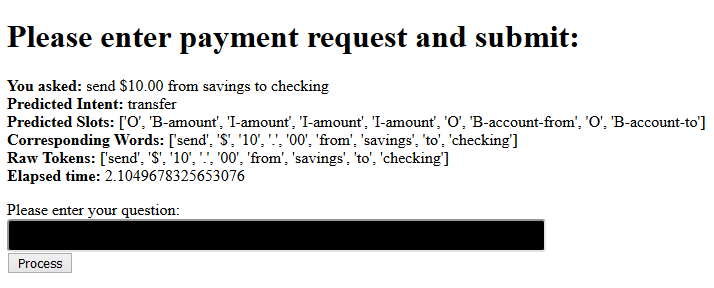 Please enter payment request and submit:
You asked: send $10.00 from savings to checking
Predicted Intent: transfer
Predicted Slots: ['O', 'B-amount', 'I-amount', 'I-amount', 'I-amount', 'O', 'B-account-from', 'O', 'B-account-to']
Corresponding Words: ['send', '$', '10', '.', '00', 'from', 'savings', 'to', 'checking']
Raw Tokens: ['send', '$', '10', '.', '00', 'from', 'savings', 'to', 'checking']
Elapsed time: 2.1049678325653076
Please enter your question:
Process